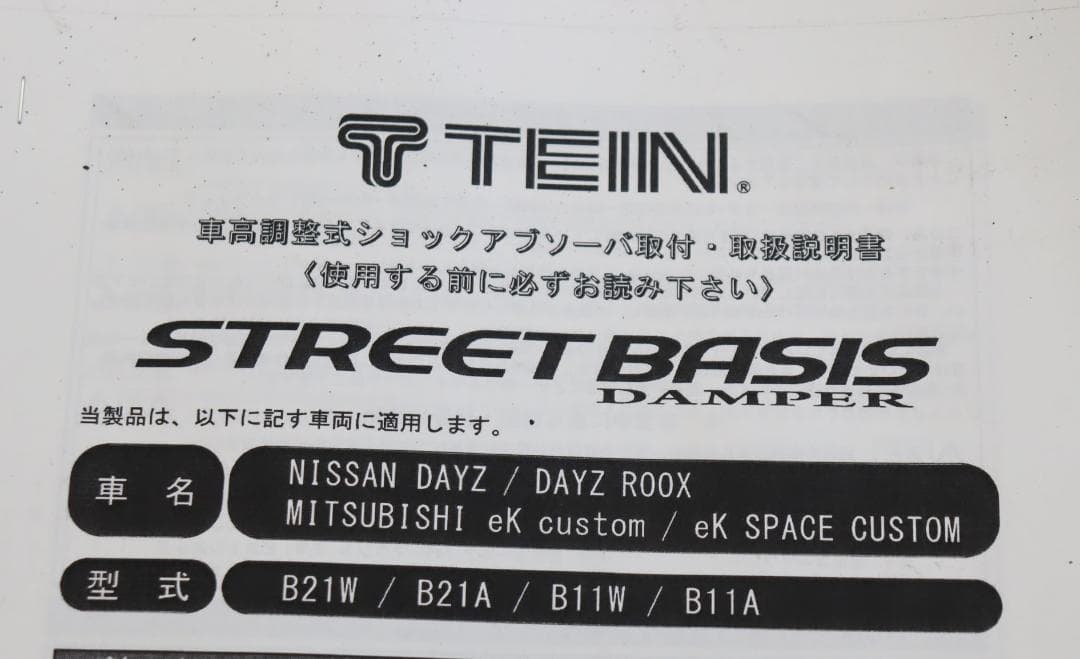 TEIN®
車高調整式ショックアブソーバ取付・取扱説明書
〈使用する前に必ずお読み下さい〉
STREET BASIS
DAMPER
当製品は、以下に記す車両に適用します。
車 名
NISSAN DAYZ / DAYZ ROOX
MITSUBISHI eK custom / eK SPACE CUSTOM
型 式
B21W / B21A / B11W / B11A